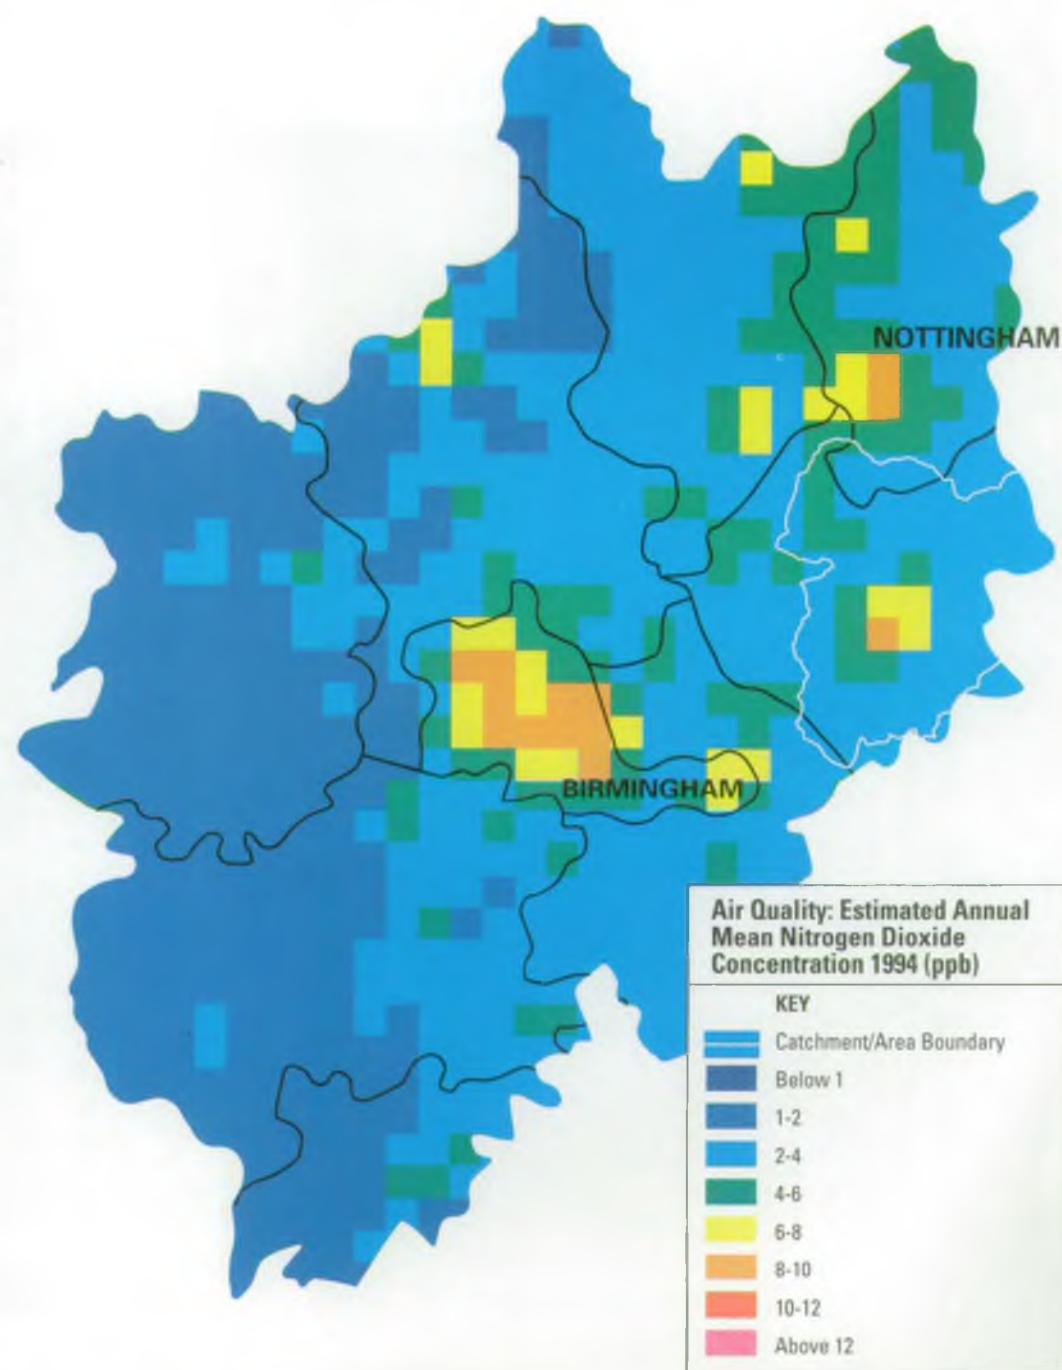 NOTTINGHAM
BIRMINGHAM
Air Quality: Estimated Annual
Mean Nitrogen Dioxide
Concentration 1994 (ppb)
KEY
Catchment/Area Boundary
Below 1
1-2
2-4
4-6
6-8
8-10
10-12
Above 12